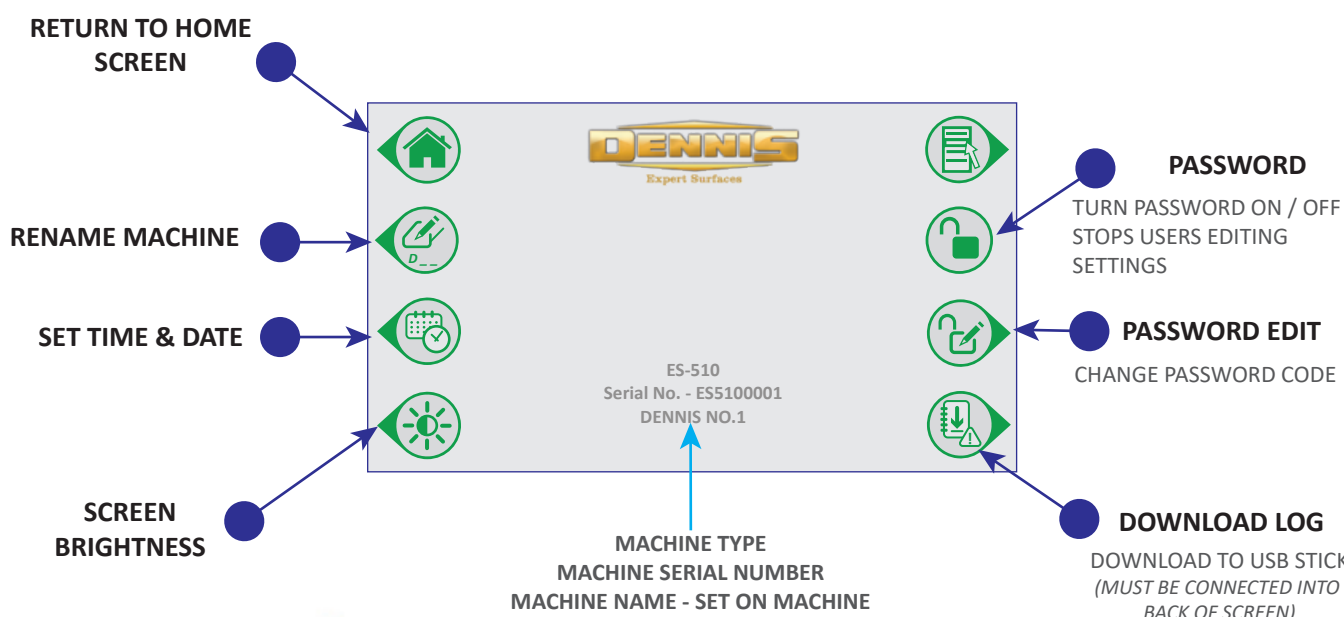 RETURN TO HOME
SCREEN
RENAME MACHINE
SET TIME & DATE
SCREEN
BRIGHTNESS
DENNIS
Expert Surfaces
D _ _
ES-510
Serial No. - ES5100001
DENNIS NO.1
MACHINE TYPE
MACHINE SERIAL NUMBER
MACHINE NAME - SET ON MACHINE
PASSWORD
TURN PASSWORD ON / OFF
STOPS USERS EDITING
SETTINGS
PASSWORD EDIT
CHANGE PASSWORD CODE
DOWNLOAD LOG
DOWNLOAD TO USB STICK
(MUST BE CONNECTED INTO
BACK OF SCREEN)